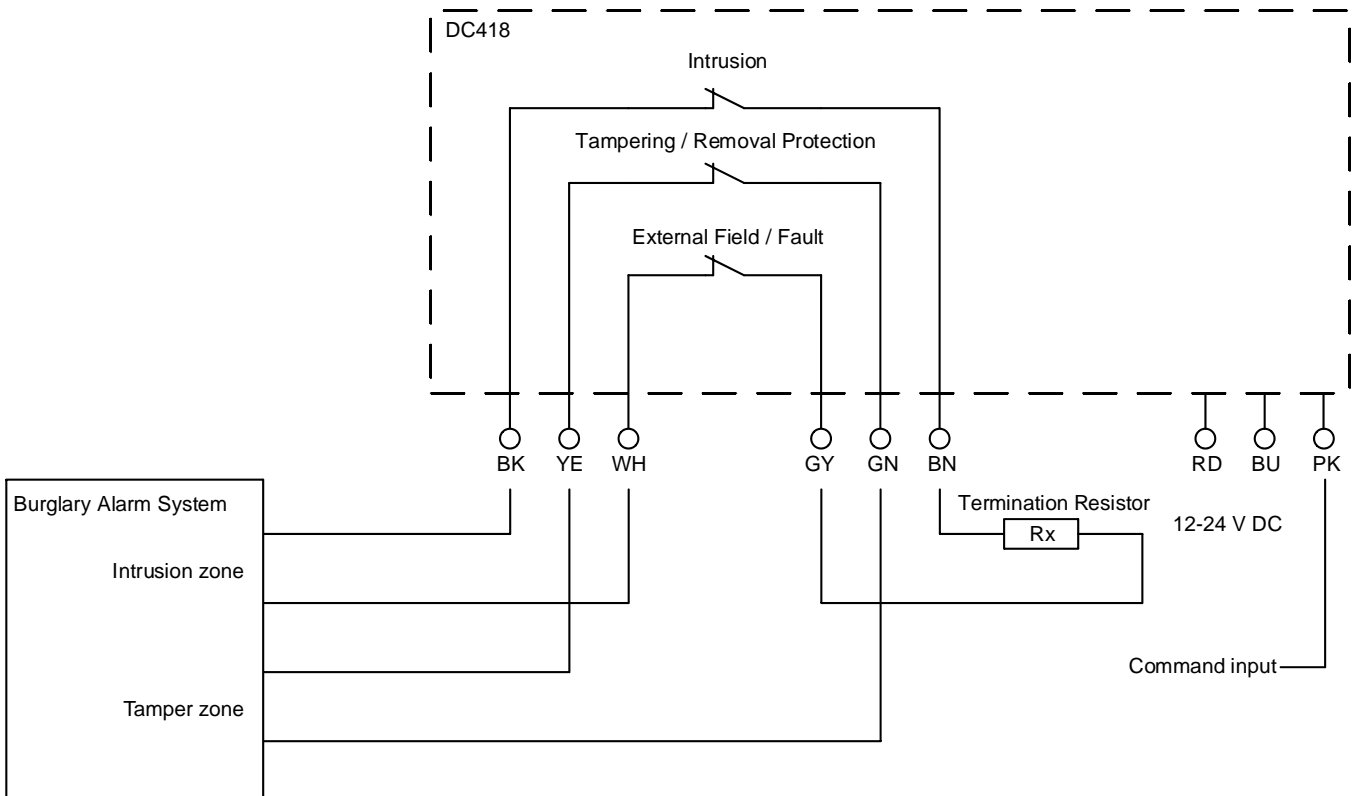 DC418
Intrusion
Tampering / Removal Protection
External Field / Fault
BK YE WH GY GN BN RD BU PK
Burglary Alarm System
Termination Resistor
12-24 V DC
Rx
Intrusion zone
Command input
Tamper zone